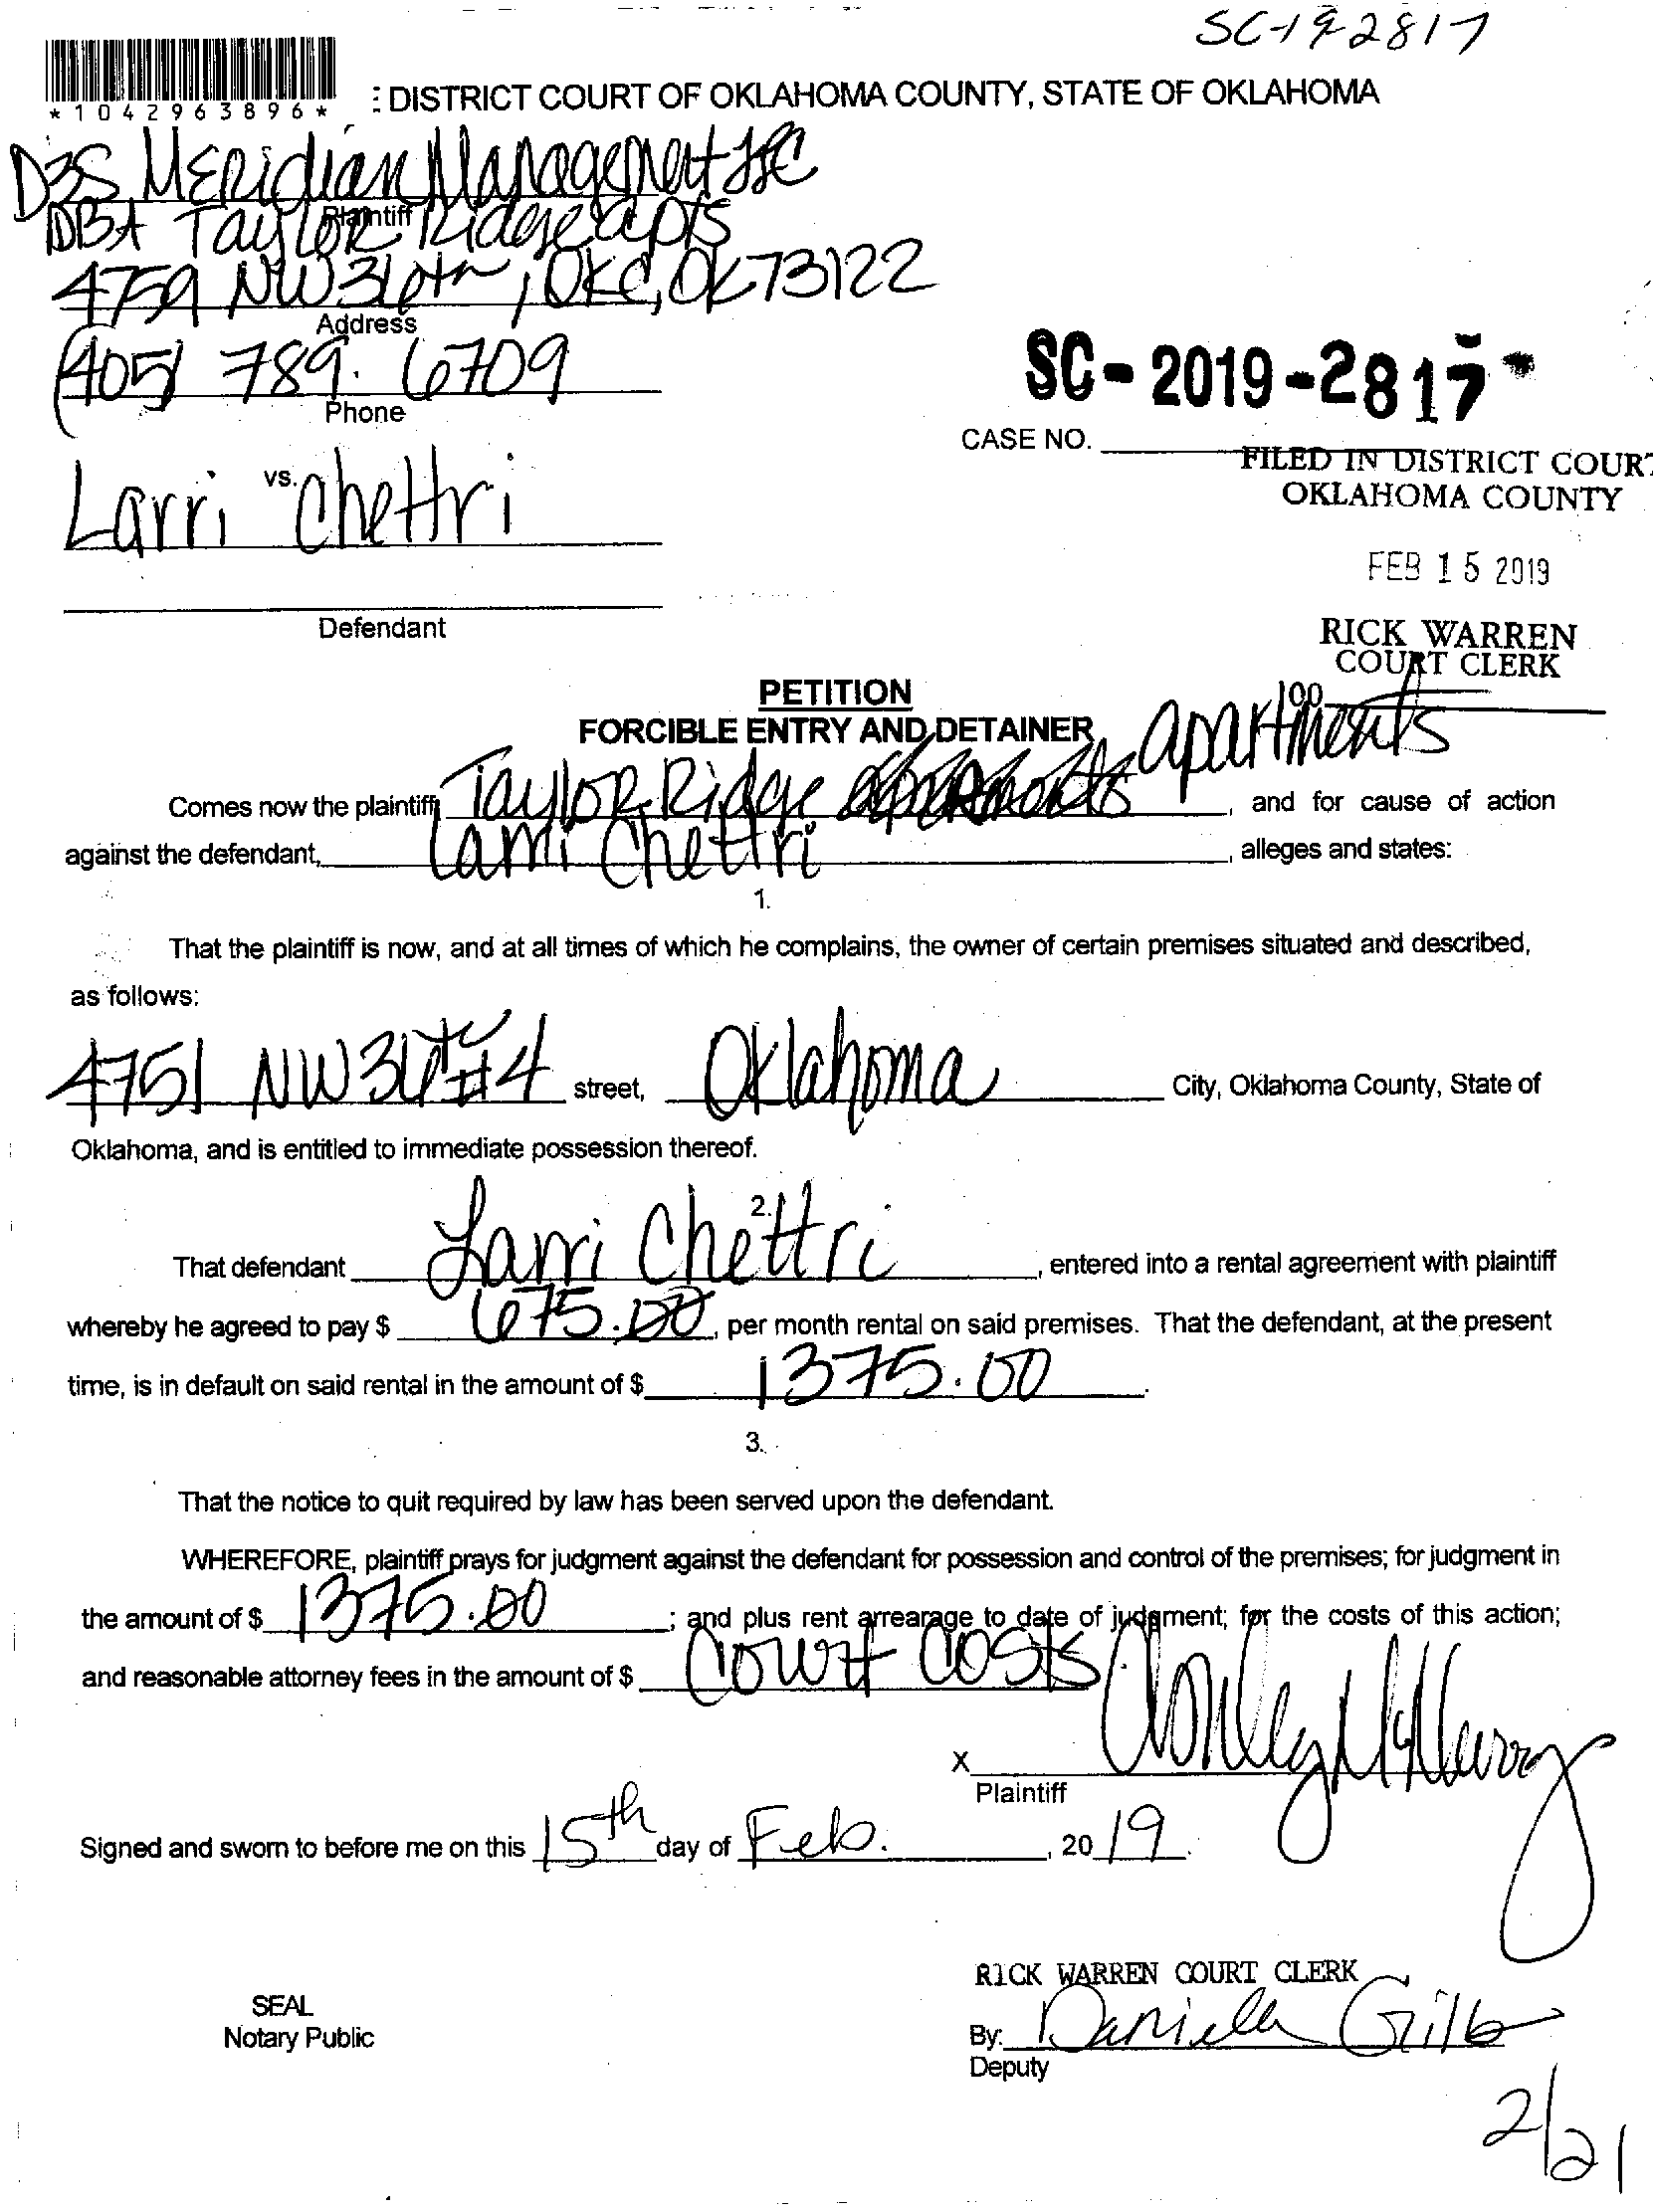 SC-19-2817
*1042963896*
: DISTRICT COURT OF OKLAHOMA COUNTY, STATE OF OKLAHOMA
D3S MERidian Management LLC
Plaintiff
DBA Taylor Ridge apts
4759 NW 36th, OKC, OK 73122
Address
(405) 789. 6709
Phone
SC-2019-2817
CASE NO.
FILED IN DISTRICT COURT
OKLAHOMA COUNTY
vs.
Larri Chettri
FEB 15 2019
Defendant
RICK WARREN
COURT CLERK
100
PETITION
FORCIBLE ENTRY AND DETAINER
Comes now the plaintiff, Taylor Ridge apartments, and for cause of action
against the defendant, Larri Chettri, alleges and states:
1.
That the plaintiff is now, and at all times of which he complains, the owner of certain premises situated and described,
as follows:
4751 NW 36th #4 street, Oklahoma City, Oklahoma County, State of
Oklahoma, and is entitled to immediate possession thereof.
2.
That defendant Larri Chettri, entered into a rental agreement with plaintiff
whereby he agreed to pay $ 675.00, per month rental on said premises. That the defendant, at the present
time, is in default on said rental in the amount of $ 1375.00.
3.
That the notice to quit required by law has been served upon the defendant.
WHEREFORE, plaintiff prays for judgment against the defendant for possession and control of the premises; for judgment in
the amount of $ 1375.00; and plus rent arrearage to date of judgment; for the costs of this action;
and reasonable attorney fees in the amount of $ Court costs
X
Plaintiff
Signed and sworn to before me on this 15th day of Feb., 2019.
RICK WARREN COURT CLERK
SEAL
Notary Public
By: Daniella
Deputy
2/21